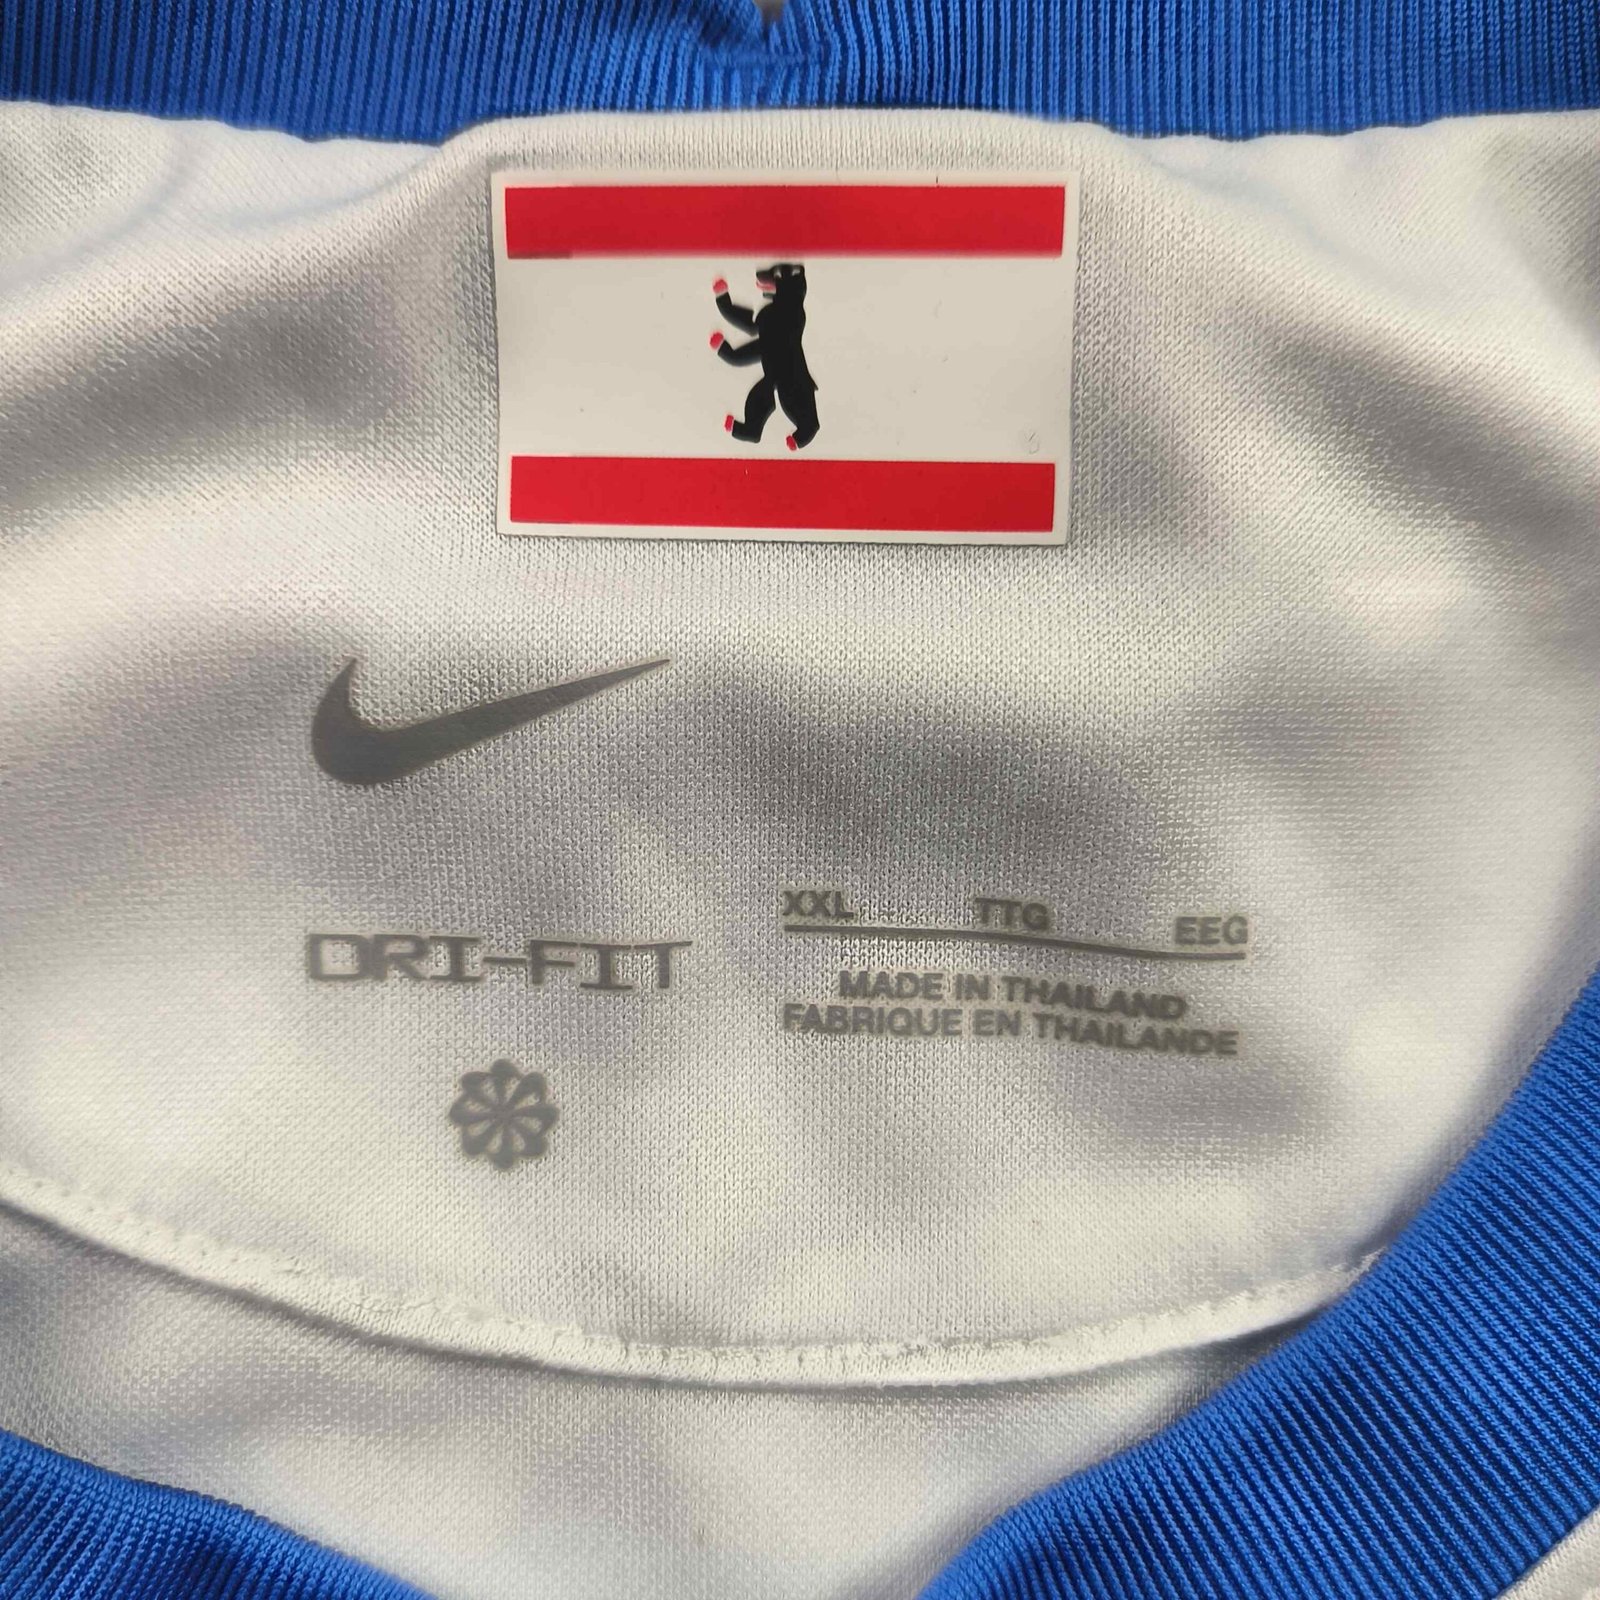 XXL TTG EEG
DRI-FIT
MADE IN THAILAND
FABRIQUE EN THAILANDE